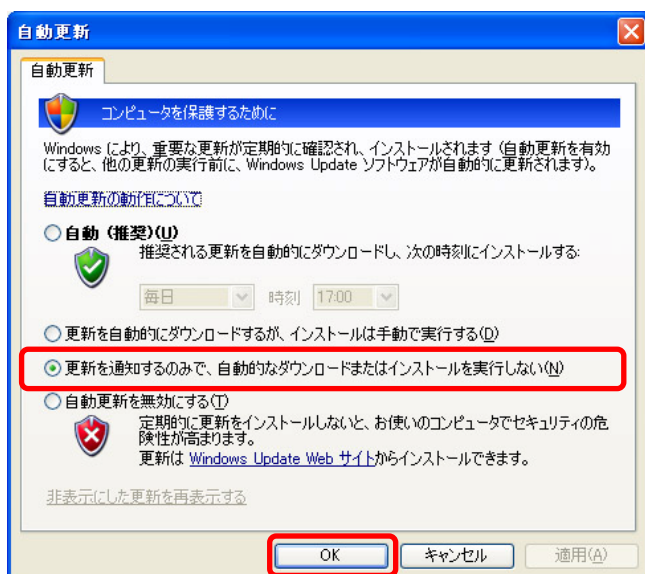 自動更新
自動更新
コンピュータを保護するために
Windows により、重要な更新が定期的に確認され、インストールされます (自動更新を有効
にすると、他の更新の実行前に、Windows Update ソフトウェアが自動的に更新されます)。
自動更新の動作について
自動 (推奨)(U)
推奨される更新を自動的にダウンロードし、次の時刻にインストールする:
毎日 時刻 17:00
更新を自動的にダウンロードするが、インストールは手動で実行する(D)
更新を通知するのみで、自動的なダウンロードまたはインストールを実行しない(N)
自動更新を無効にする(T)
定期的に更新をインストールしないと、お使いのコンピュータでセキュリティの危
険性が高まります。
更新は Windows Update Web サイトからインストールできます。
非表示にした更新を再表示する
OK キャンセル 適用(A)